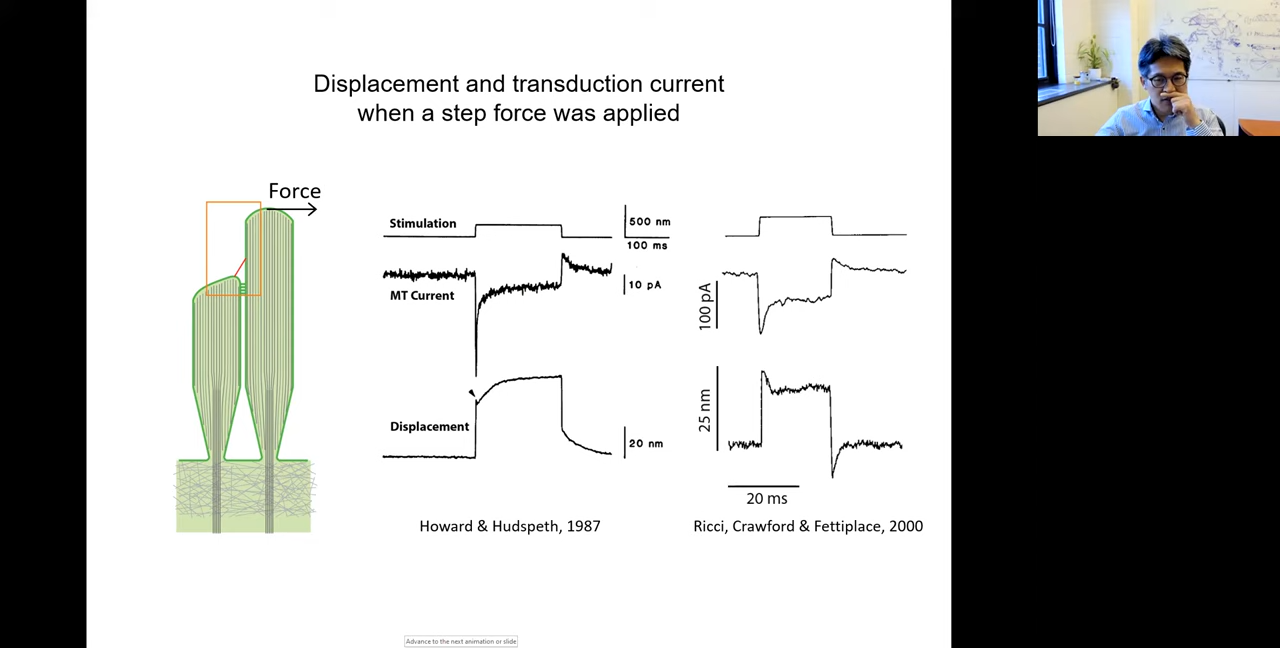 Displacement and transduction current
when a step force was applied
Force
Stimulation
500 nm
100 ms
MT Current
10 pA
Displacement
20 nm
Howard & Hudspeth, 1987
100 pA
25 nm
20 ms
Ricci, Crawford & Fettiplace, 2000
Advance to the next animation or slide